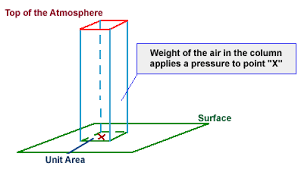 Top of the Atmosphere
Weight of the air in the column
applies a pressure to point "X"
Surface
X
Unit Area